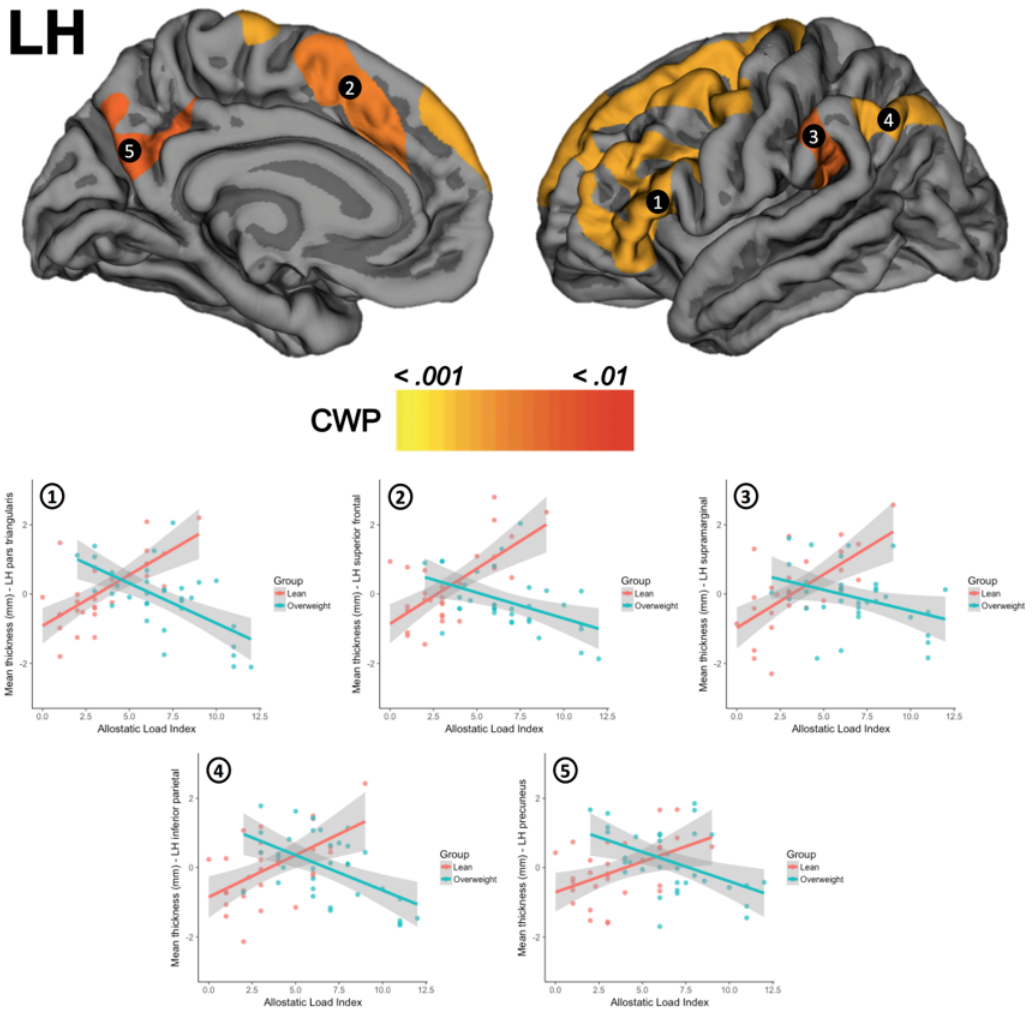 LH
2
5
3
4
1
< .001 < .01
CWP
1
Mean thickness (mm) - LH pars triangularis
2
0
-2
0.0 2.5 5.0 7.5 10.0 12.5
Allostatic Load Index
Group
Lean
Overweight
2
Mean thickness (mm) - LH superior frontal
2
0
-2
0.0 2.5 5.0 7.5 10.0 12.5
Allostatic Load Index
Group
Lean
Overweight
3
Mean thickness (mm) - LH supramarginal
2
0
-2
0.0 2.5 5.0 7.5 10.0 12.5
Allostatic Load Index
Group
Lean
Overweight
4
Mean thickness (mm) - LH inferior parietal
2
0
-2
0.0 2.5 5.0 7.5 10.0 12.5
Allostatic Load Index
Group
Lean
Overweight
5
Mean thickness (mm) - LH precuneus
2
0
-2
0.0 2.5 5.0 7.5 10.0 12.5
Allostatic Load Index
Group
Lean
Overweight